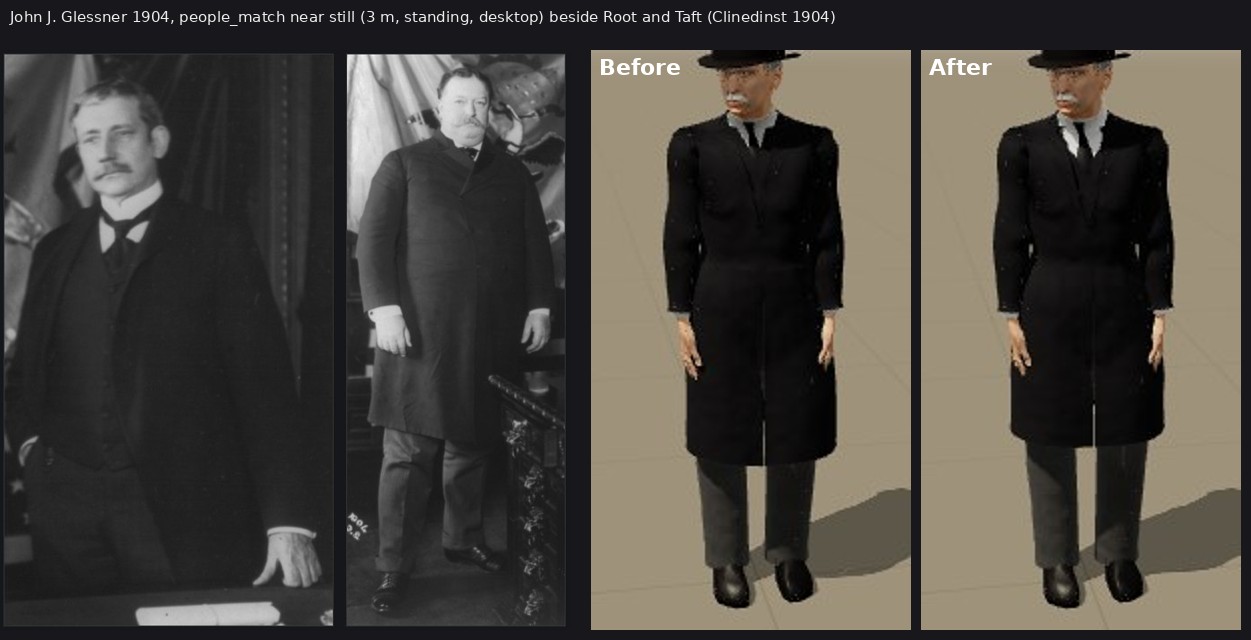 John J. Glessner 1904, people_match near still (3 m, standing, desktop) beside Root and Taft (Clinedinst 1904)
Before
After